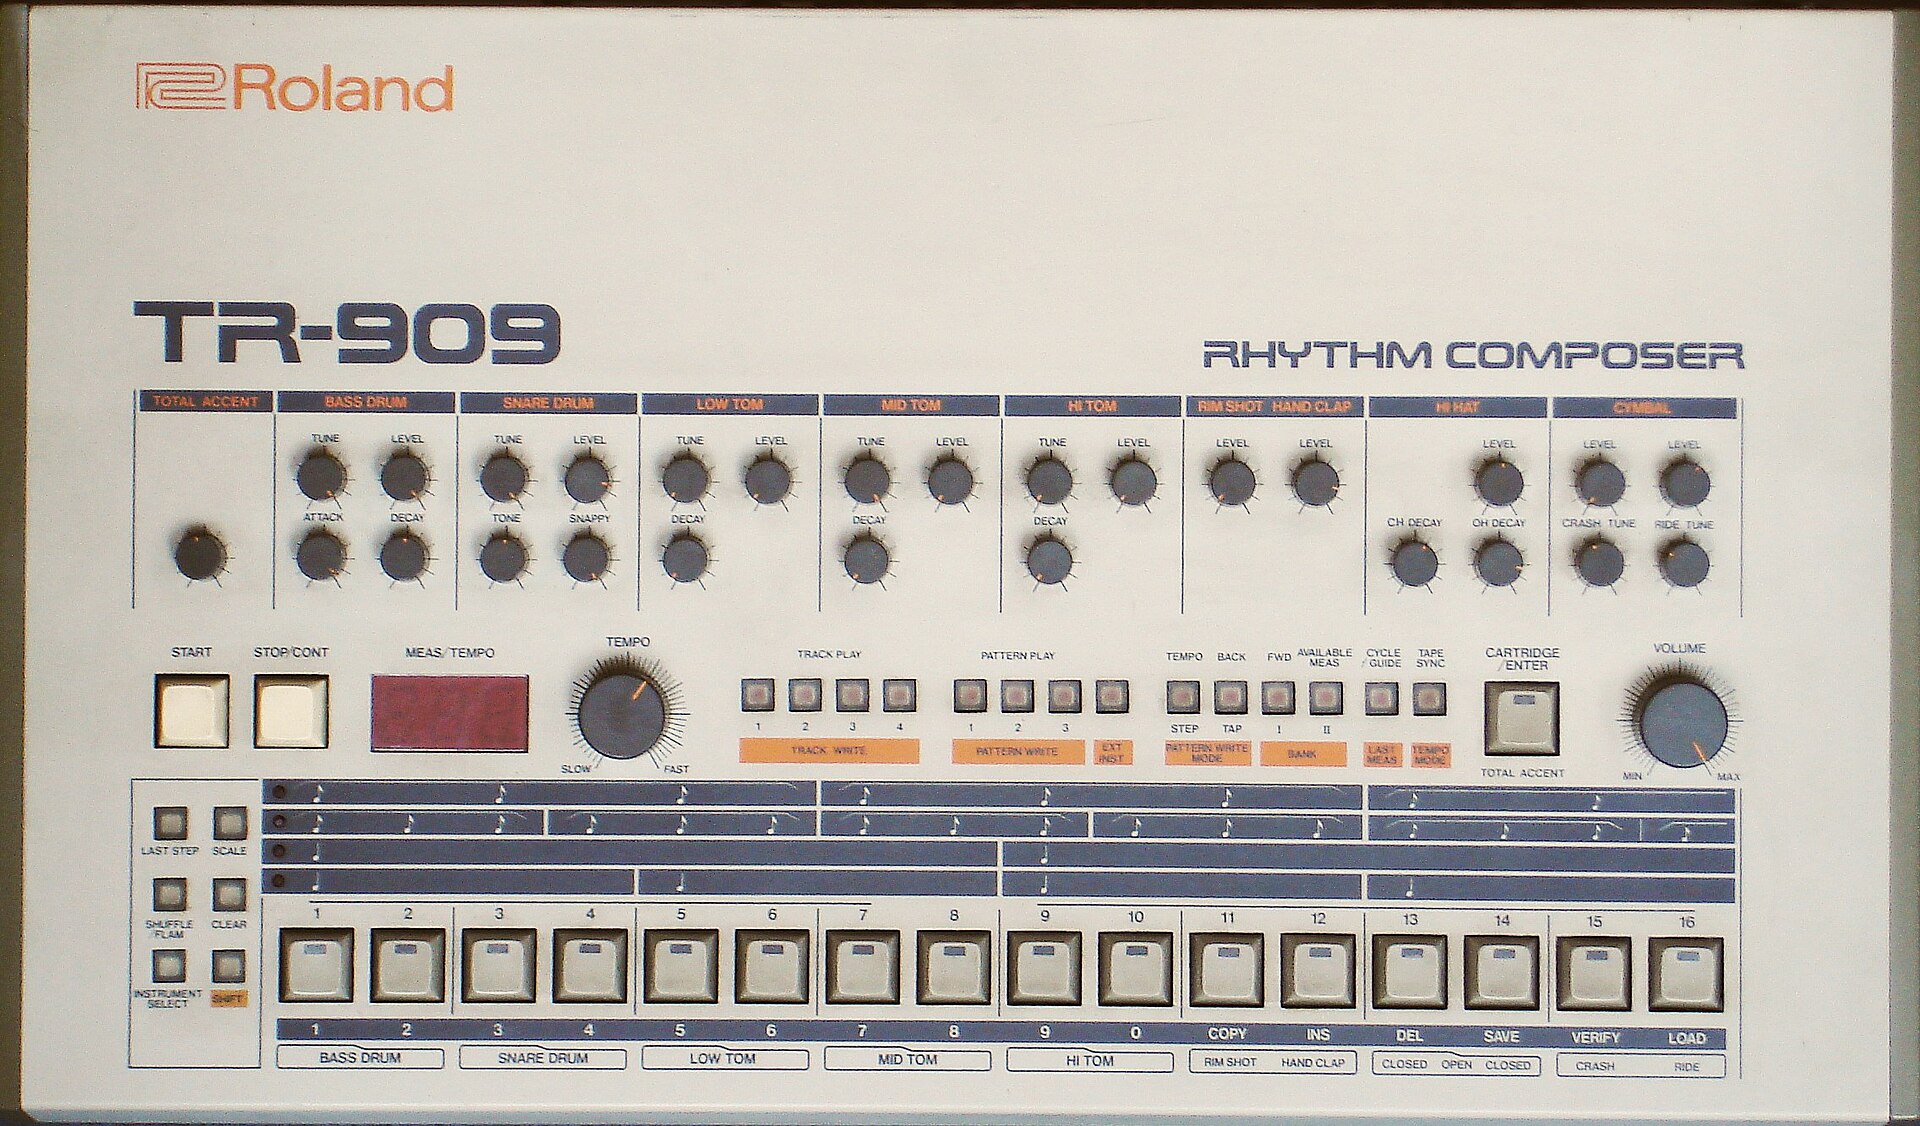 Roland
TR-909
RHYTHM COMPOSER
TOTAL ACCENT BASS DRUM SNARE DRUM LOW TOM MID TOM HI TOM RIM SHOT HAND CLAP HI HAT CYMBAL
TUNE LEVEL TUNE LEVEL TUNE LEVEL TUNE LEVEL TUNE LEVEL LEVEL LEVEL LEVEL LEVEL LEVEL
ATTACK DECAY TONE SNAPPY DECAY DECAY DECAY CH DECAY OH DECAY CRASH TUNE RIDE TUNE
START STOP/CONT MEAS/TEMPO TEMPO TRACK PLAY PATTERN PLAY TEMPO BACK FWD AVAILABLE MEAS CYCLE /GUIDE TAPE SYNC CARTRIDGE /ENTER VOLUME
1 2 3 4 1 2 3 STEP TAP I II
TRACK WRITE PATTERN WRITE EXT INST PATTERN WRITE MODE BANK LAST MEAS TEMPO MODE
SLOW FAST TOTAL ACCENT MIN MAX
LAST STEP SCALE
SHUFFLE /FLAM CLEAR
INSTRUMENT SELECT SHIFT
1 2 3 4 5 6 7 8 9 10 11 12 13 14 15 16
1 2 3 4 5 6 7 8 9 0 COPY INS DEL SAVE VERIFY LOAD
BASS DRUM SNARE DRUM LOW TOM MID TOM HI TOM RIM SHOT HAND CLAP CLOSED OPEN CLOSED CRASH RIDE